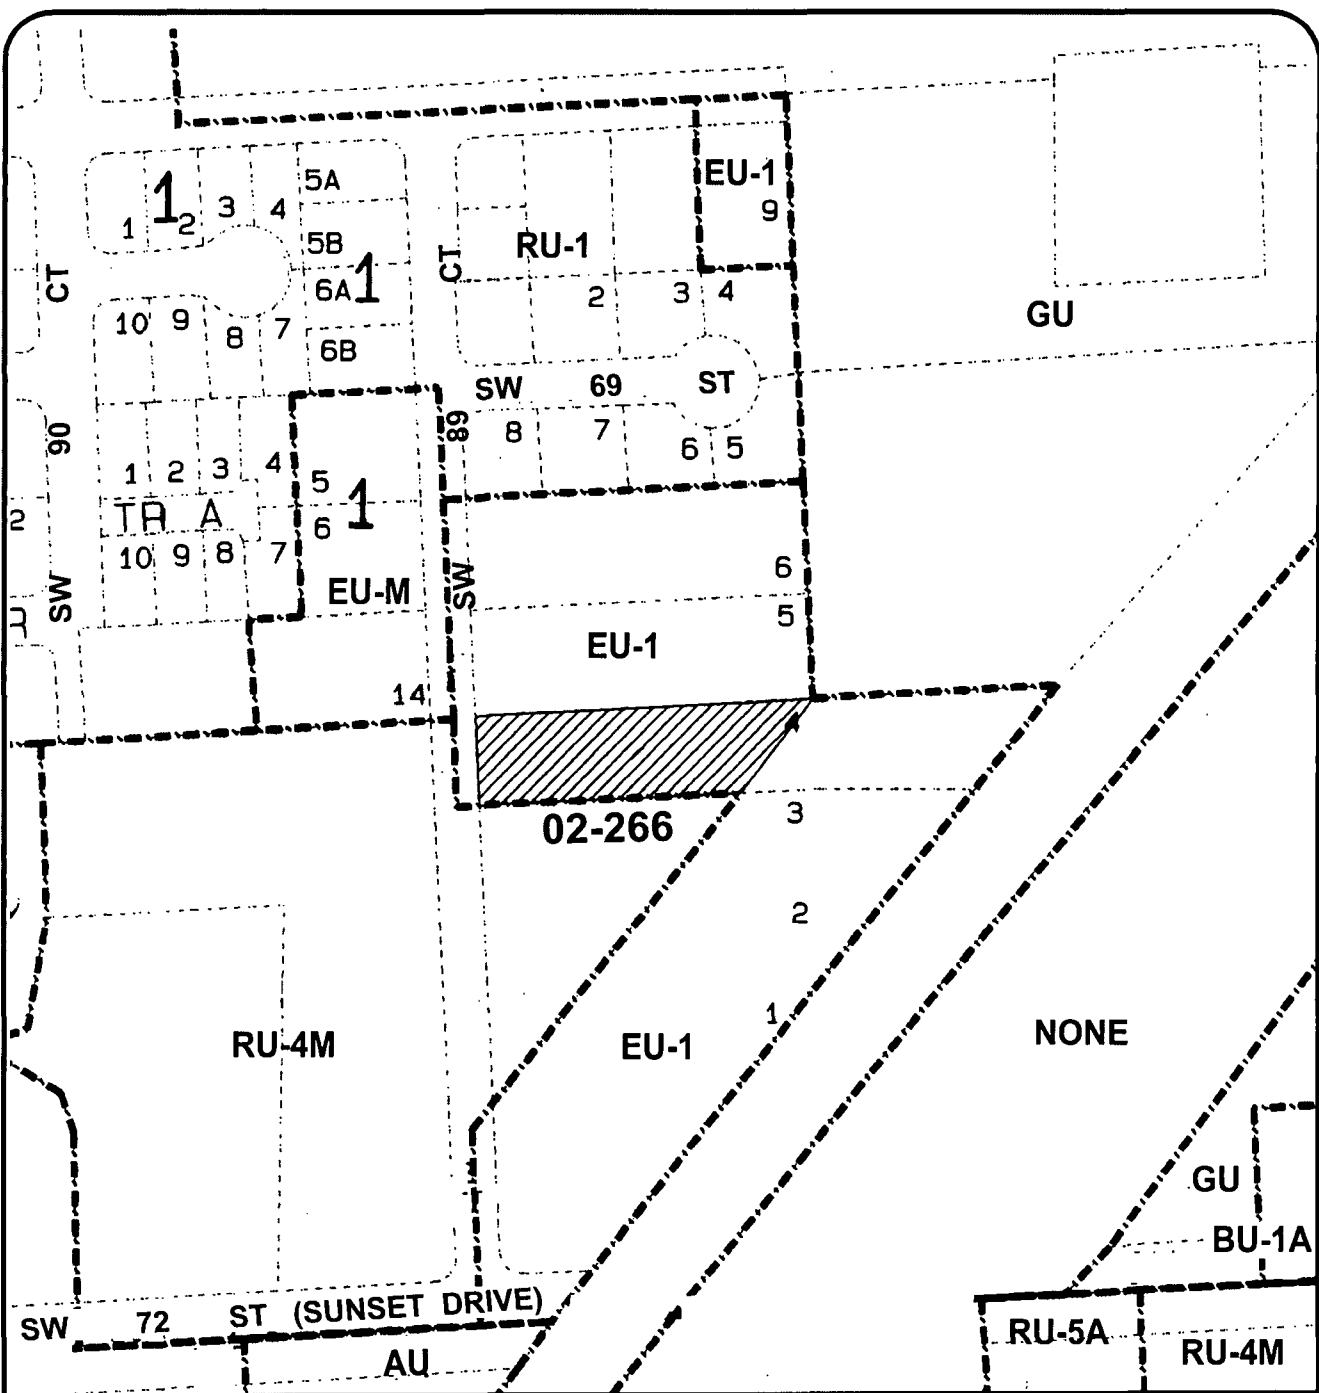 EU-1
9
5A
1
1 2 3 4
5B
RU-1
CT
CT
6A 1
2 3 4
GU
10 9 8 7
6B
SW 69 ST
90
89
8 7 6 5
1 2 3 4 5
1
TR A
2
6
10 9 8 7
6
EU-M
SW
SW
5
EU-1
14
02-266
3
2
1
RU-4M
EU-1
NONE
GU
BU-1A
SW 72 ST (SUNSET DRIVE)
AU
RU-5A
RU-4M